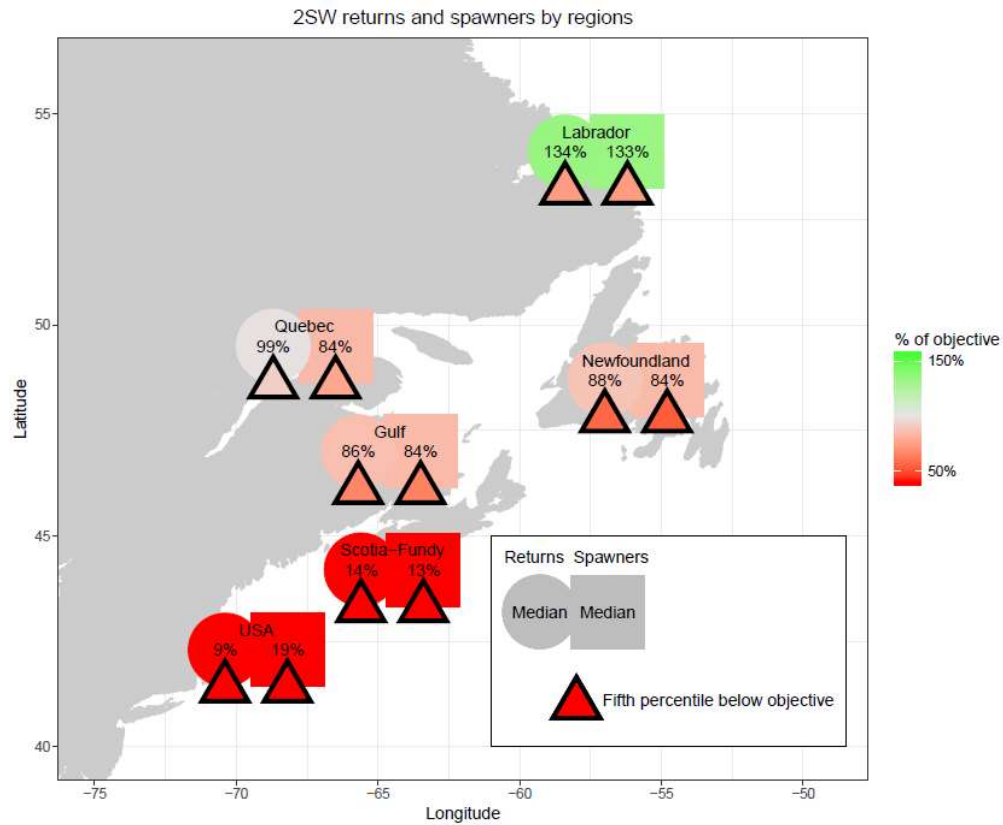 2SW returns and spawners by regions
55
Labrador
134% 133%
50
Quebec
99% 84%
Newfoundland
88% 84%
% of objective
150%
50%
Latitude
Gulf
86% 84%
45
Scotia−Fundy
14% 13%
Returns Spawners
Median Median
USA
9% 19%
Fifth percentile below objective
40
−75 −70 −65 −60 −55 −50
Longitude